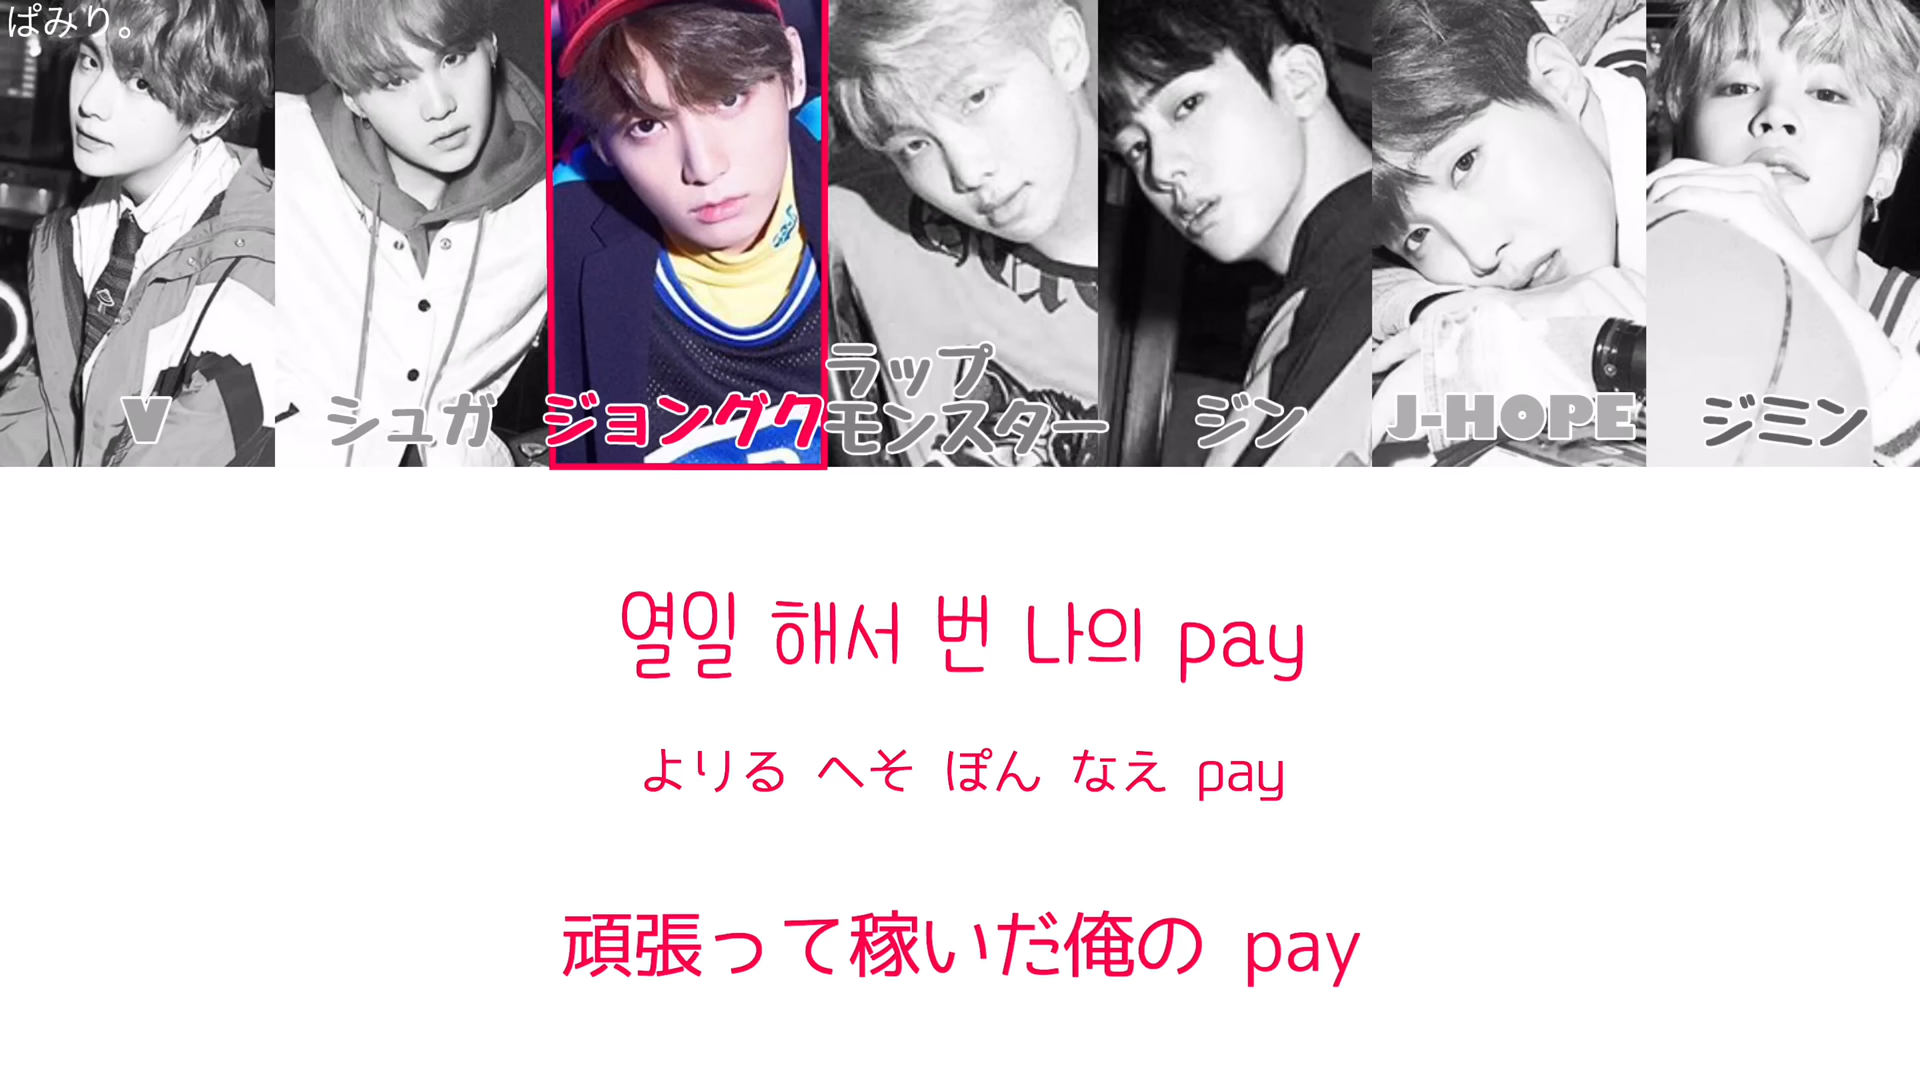 ぱみり。
V
シュガ
ジョングク
ラップ
モンスター
ジン
J-HOPE
ジミン
열일 해서 번 나의 pay
よりる へそ ぽん なえ pay
頑張って稼いだ俺の pay